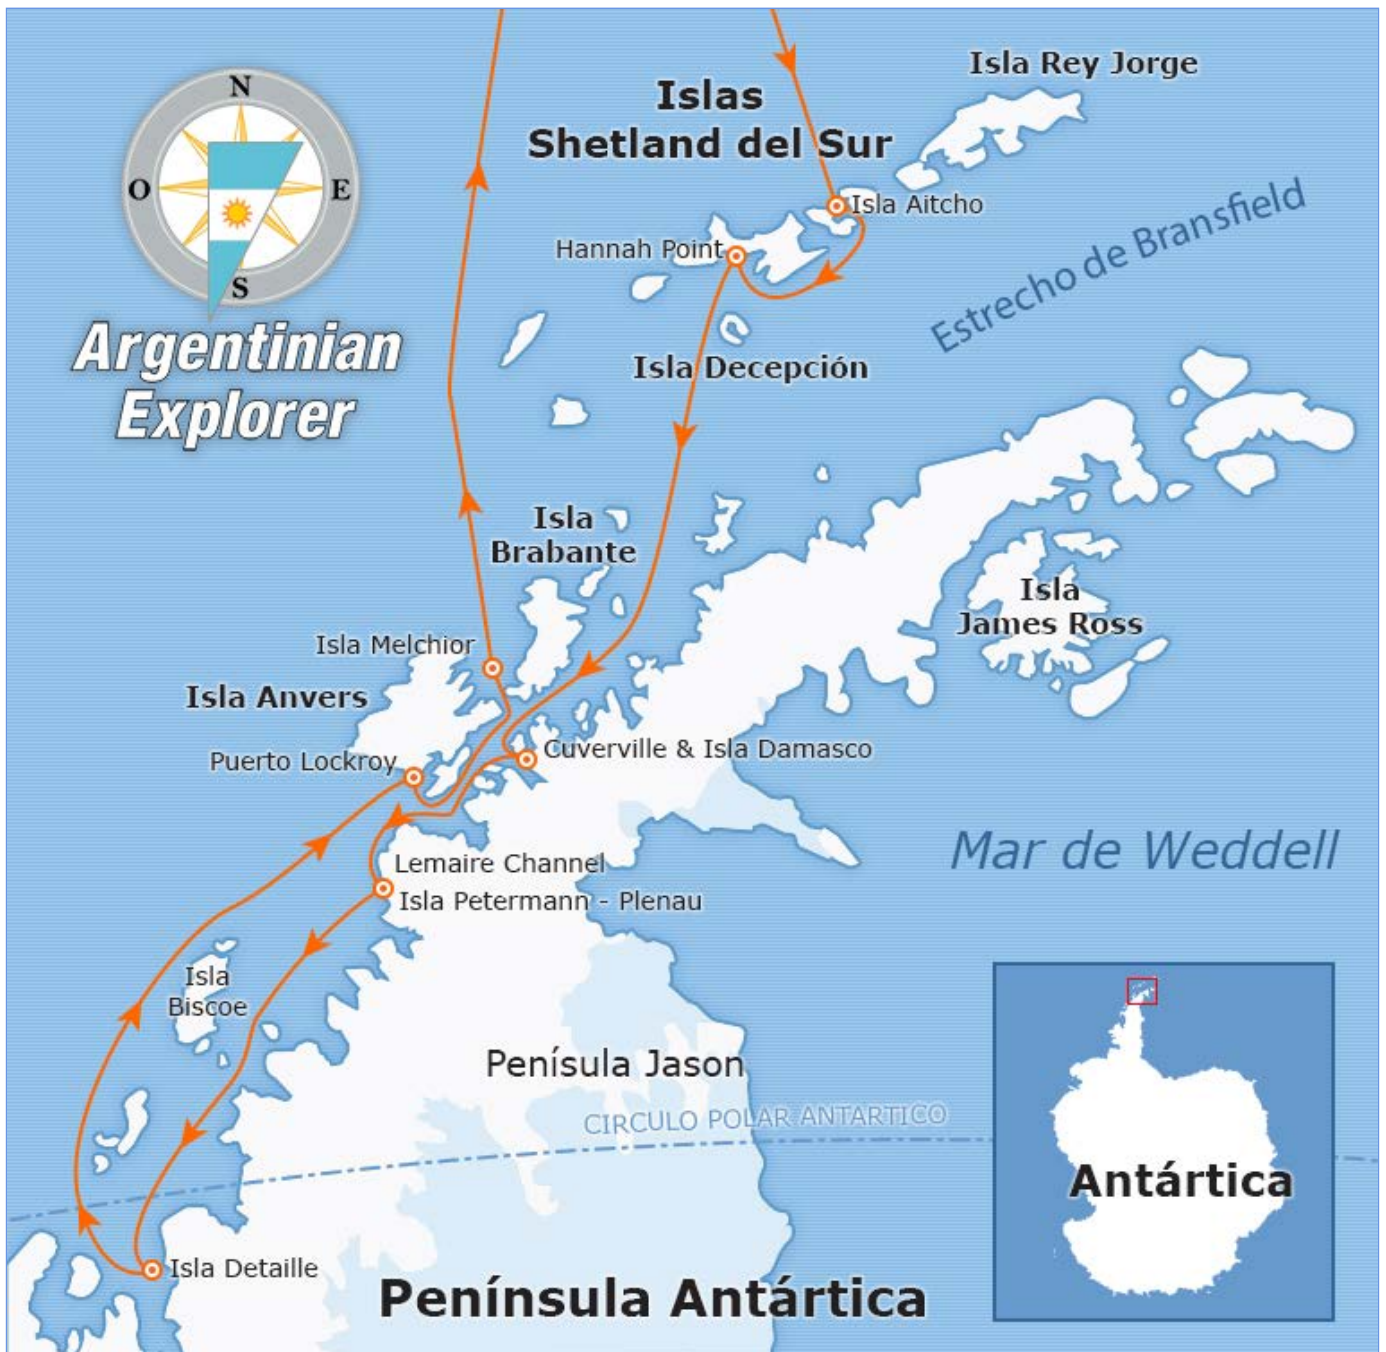 N
O
E
S
Argentinian
Explorer
Isla Rey Jorge
Islas
Shetland del Sur
Isla Aitcho
Hannah Point
Estrecho de Bransfield
Isla Decepción
Isla
Brabante
Isla
James Ross
Isla Melchior
Isla Anvers
Puerto Lockroy
Cuverville & Isla Damasco
Mar de Weddell
Lemaire Channel
Isla Petermann - Plenau
Isla
Biscoe
Penísula Jason
CIRCULO POLAR ANTARTICO
Antártica
Isla Detaille
Península Antártica